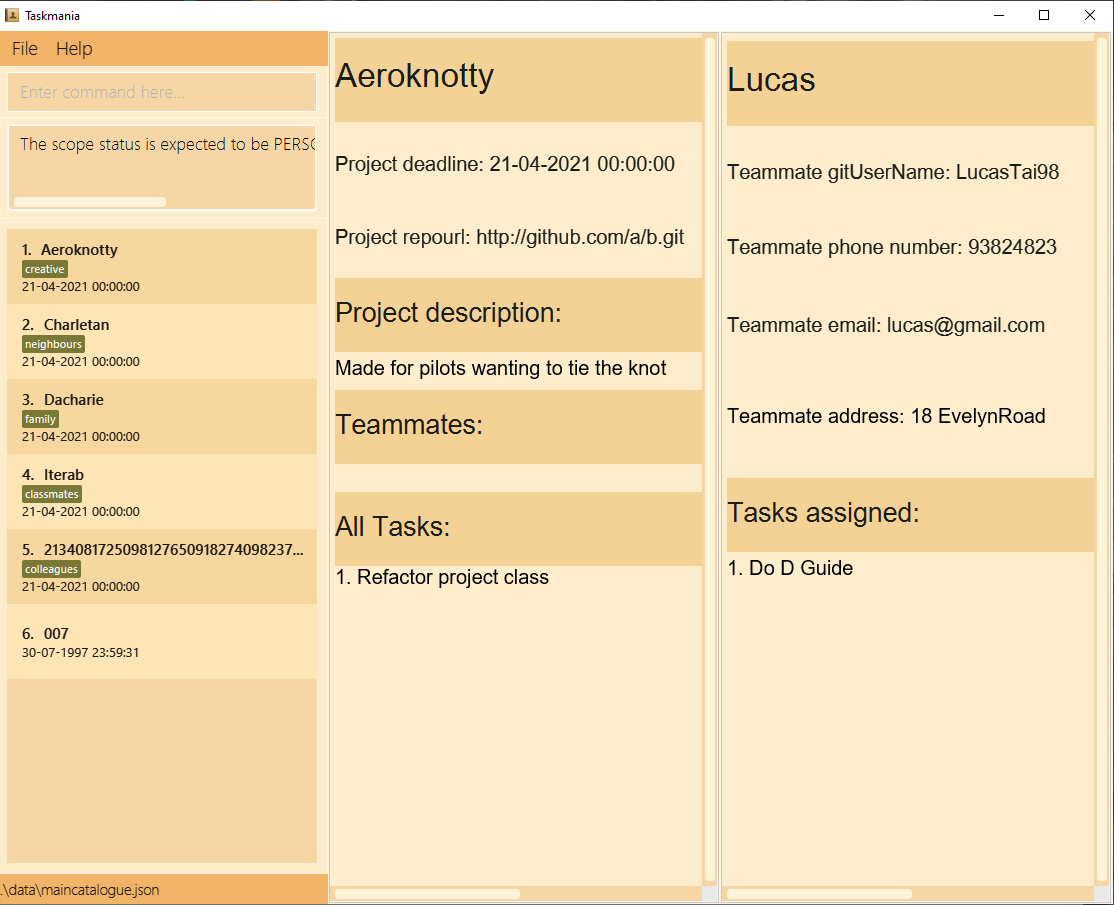 Taskmania
File Help
Enter command here...
The scope status is expected to be
1. Aeroknotty
creative
21-04-2021 00:00:00
2. Charletan
neighbours
21-04-2021 00:00:00
3. Dacharie
family
21-04-2021 00:00:00
4. Iterab
classmates
21-04-2021 00:00:00
5. 2134081725098127650918274098237...
colleagues
21-04-2021 00:00:00
6. 007
30-07-1997 23:59:31
.\data\maincatalogue.json
Aeroknotty
Project deadline: 21-04-2021 00:00:00
Project repourl: http://github.com/a/b.git
Project description:
Made for pilots wanting to tie the knot
Teammates:
All Tasks:
1. Refactor project class
Lucas
Teammate gitUserName: LucasTai98
Teammate phone number: 93824823
Teammate email: lucas@gmail.com
Teammate address: 18 EvelynRoad
Tasks assigned:
1. Do D Guide